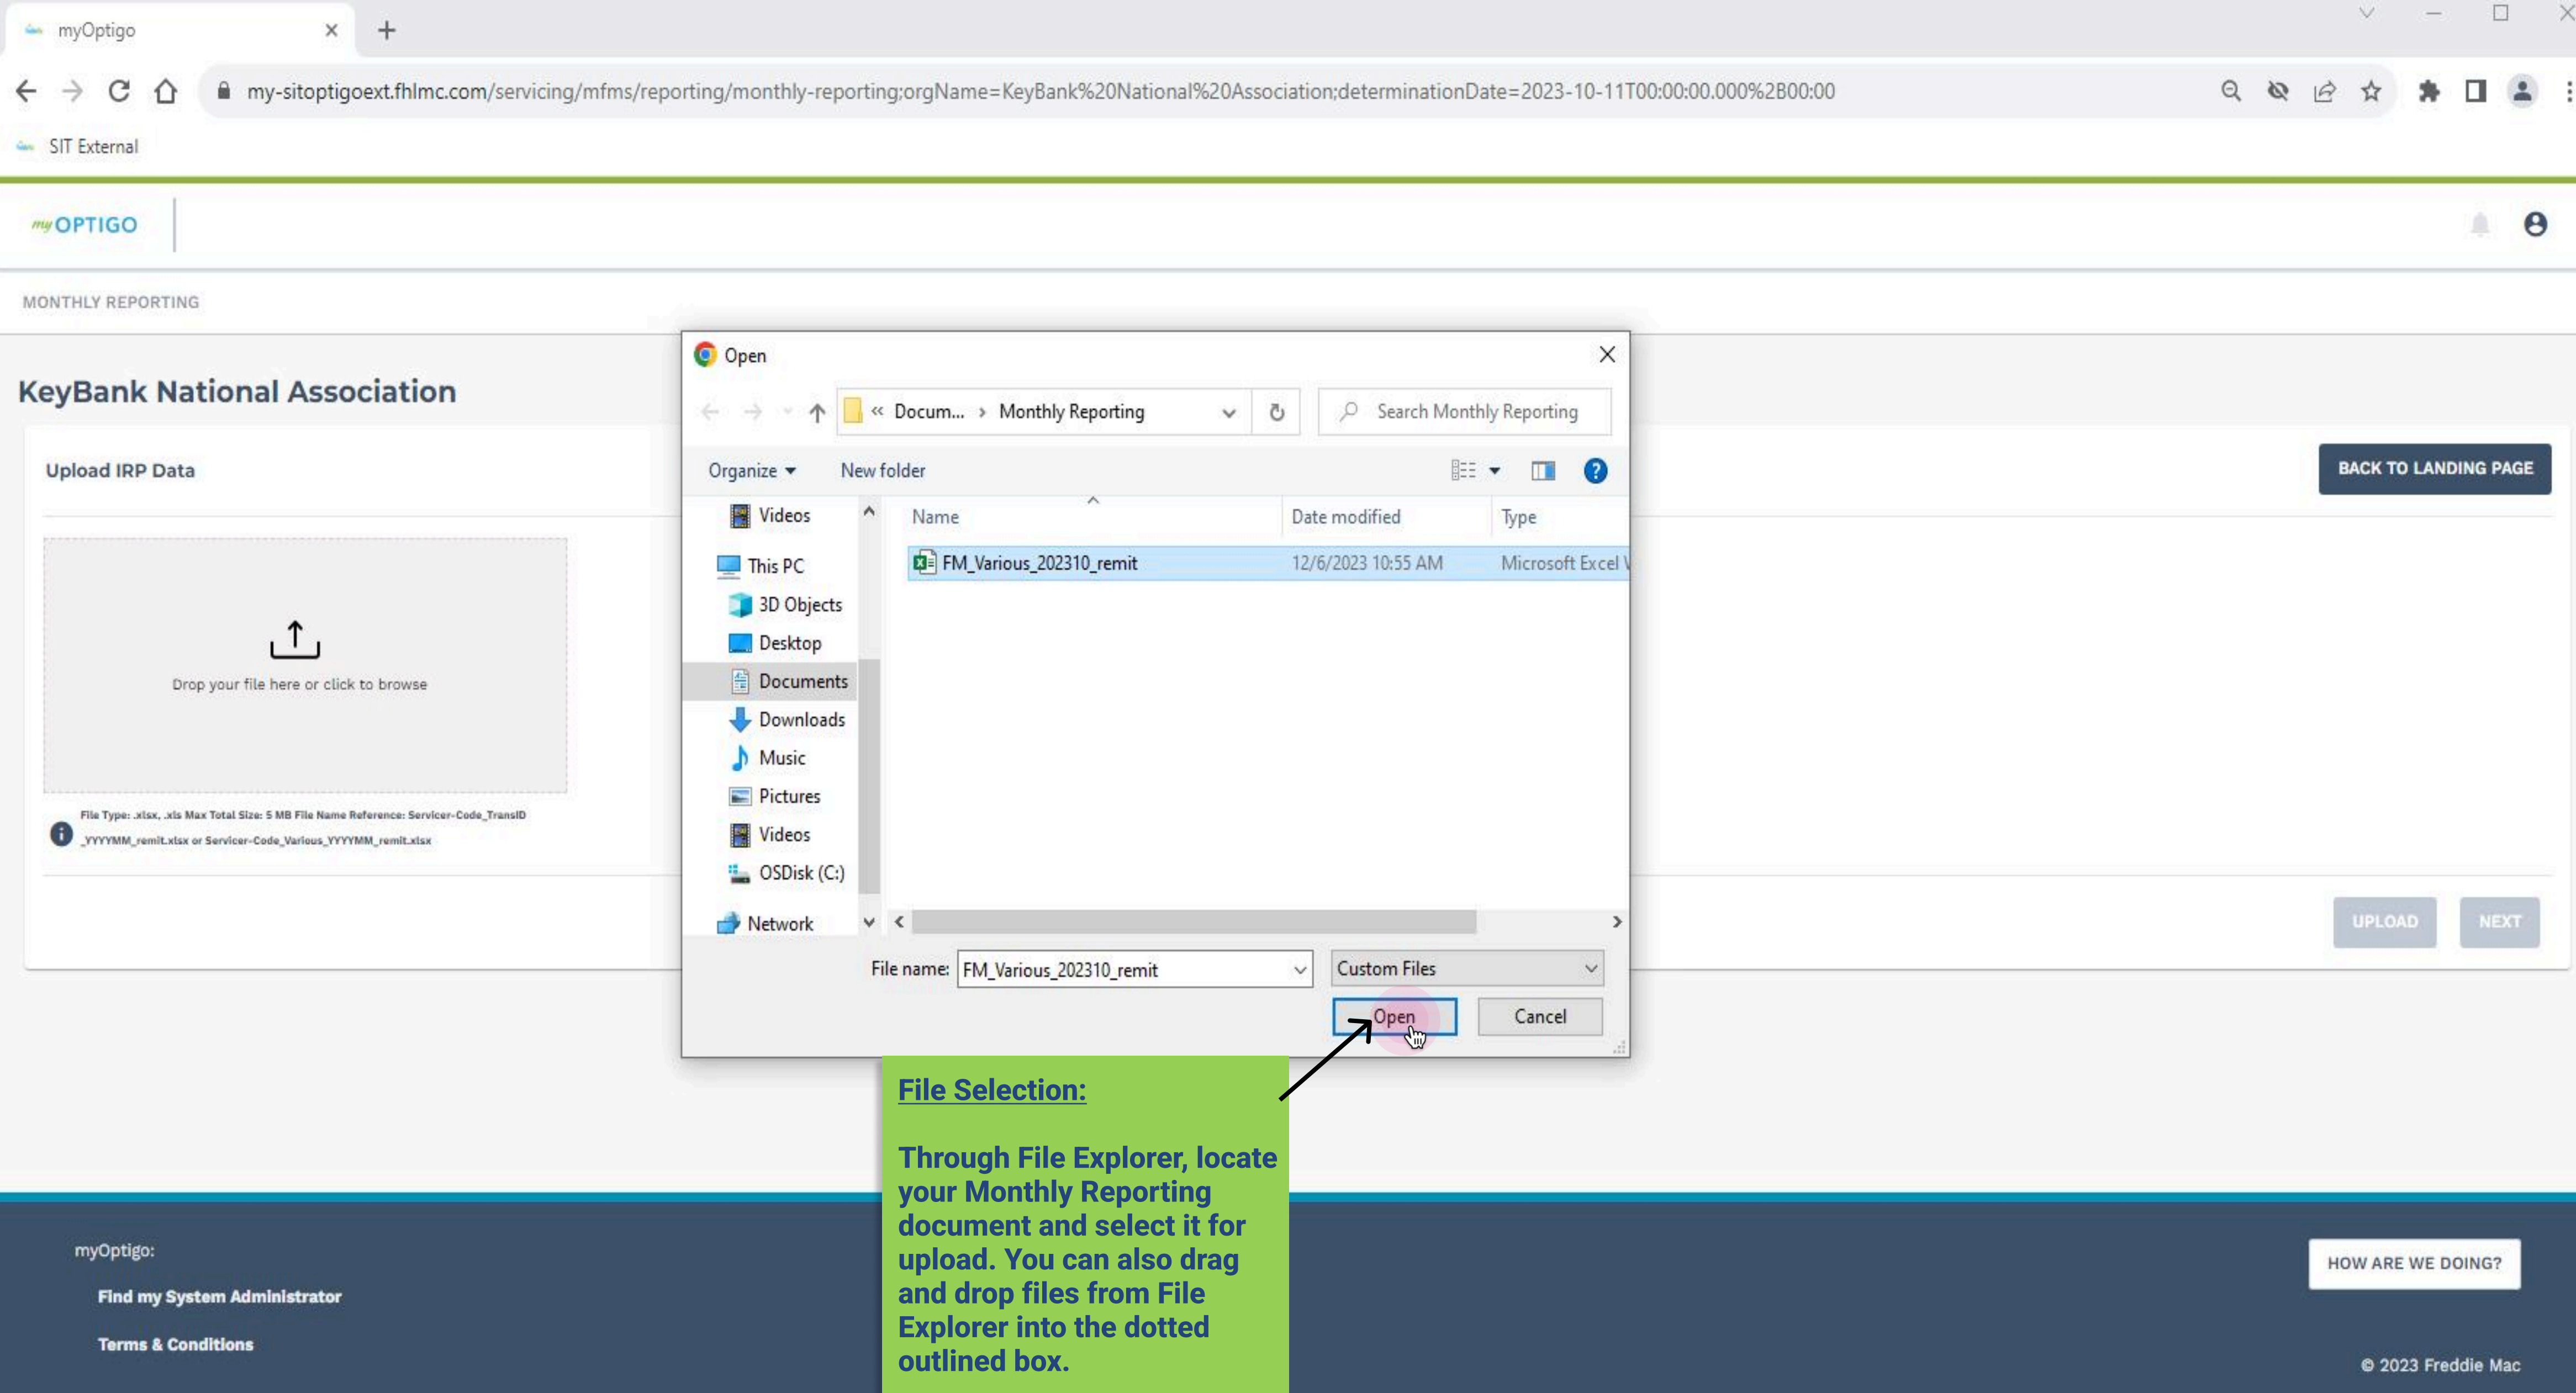 myOptigo
my-sitoptigoext.fhlmc.com/servicing/mfms/reporting/monthly-reporting;orgName=KeyBank%20National%20Association;determinationDate=2023-10-11T00:00:00.000%2B00:00
SIT External
myOPTIGO
MONTHLY REPORTING
KeyBank National Association
Upload IRP Data
BACK TO LANDING PAGE
Drop your file here or click to browse
File Type: .xlsx, .xls Max Total Size: 5 MB File Name Reference: Servicer-Code_TransID
_YYYYMM_remit.xlsx or Servicer-Code_Various_YYYYMM_remit.xlsx
UPLOAD NEXT
Open
« Docum... › Monthly Reporting
Search Monthly Reporting
Organize New folder
Name Date modified Type
FM_Various_202310_remit 12/6/2023 10:55 AM Microsoft Excel
Videos
This PC
3D Objects
Desktop
Documents
Downloads
Music
Pictures
Videos
OSDisk (C:)
Network
File name: FM_Various_202310_remit Custom Files
Open Cancel
File Selection:
Through File Explorer, locate
your Monthly Reporting
document and select it for
upload. You can also drag
and drop files from File
Explorer into the dotted
outlined box.
myOptigo:
Find my System Administrator
Terms & Conditions
HOW ARE WE DOING?
© 2023 Freddie Mac